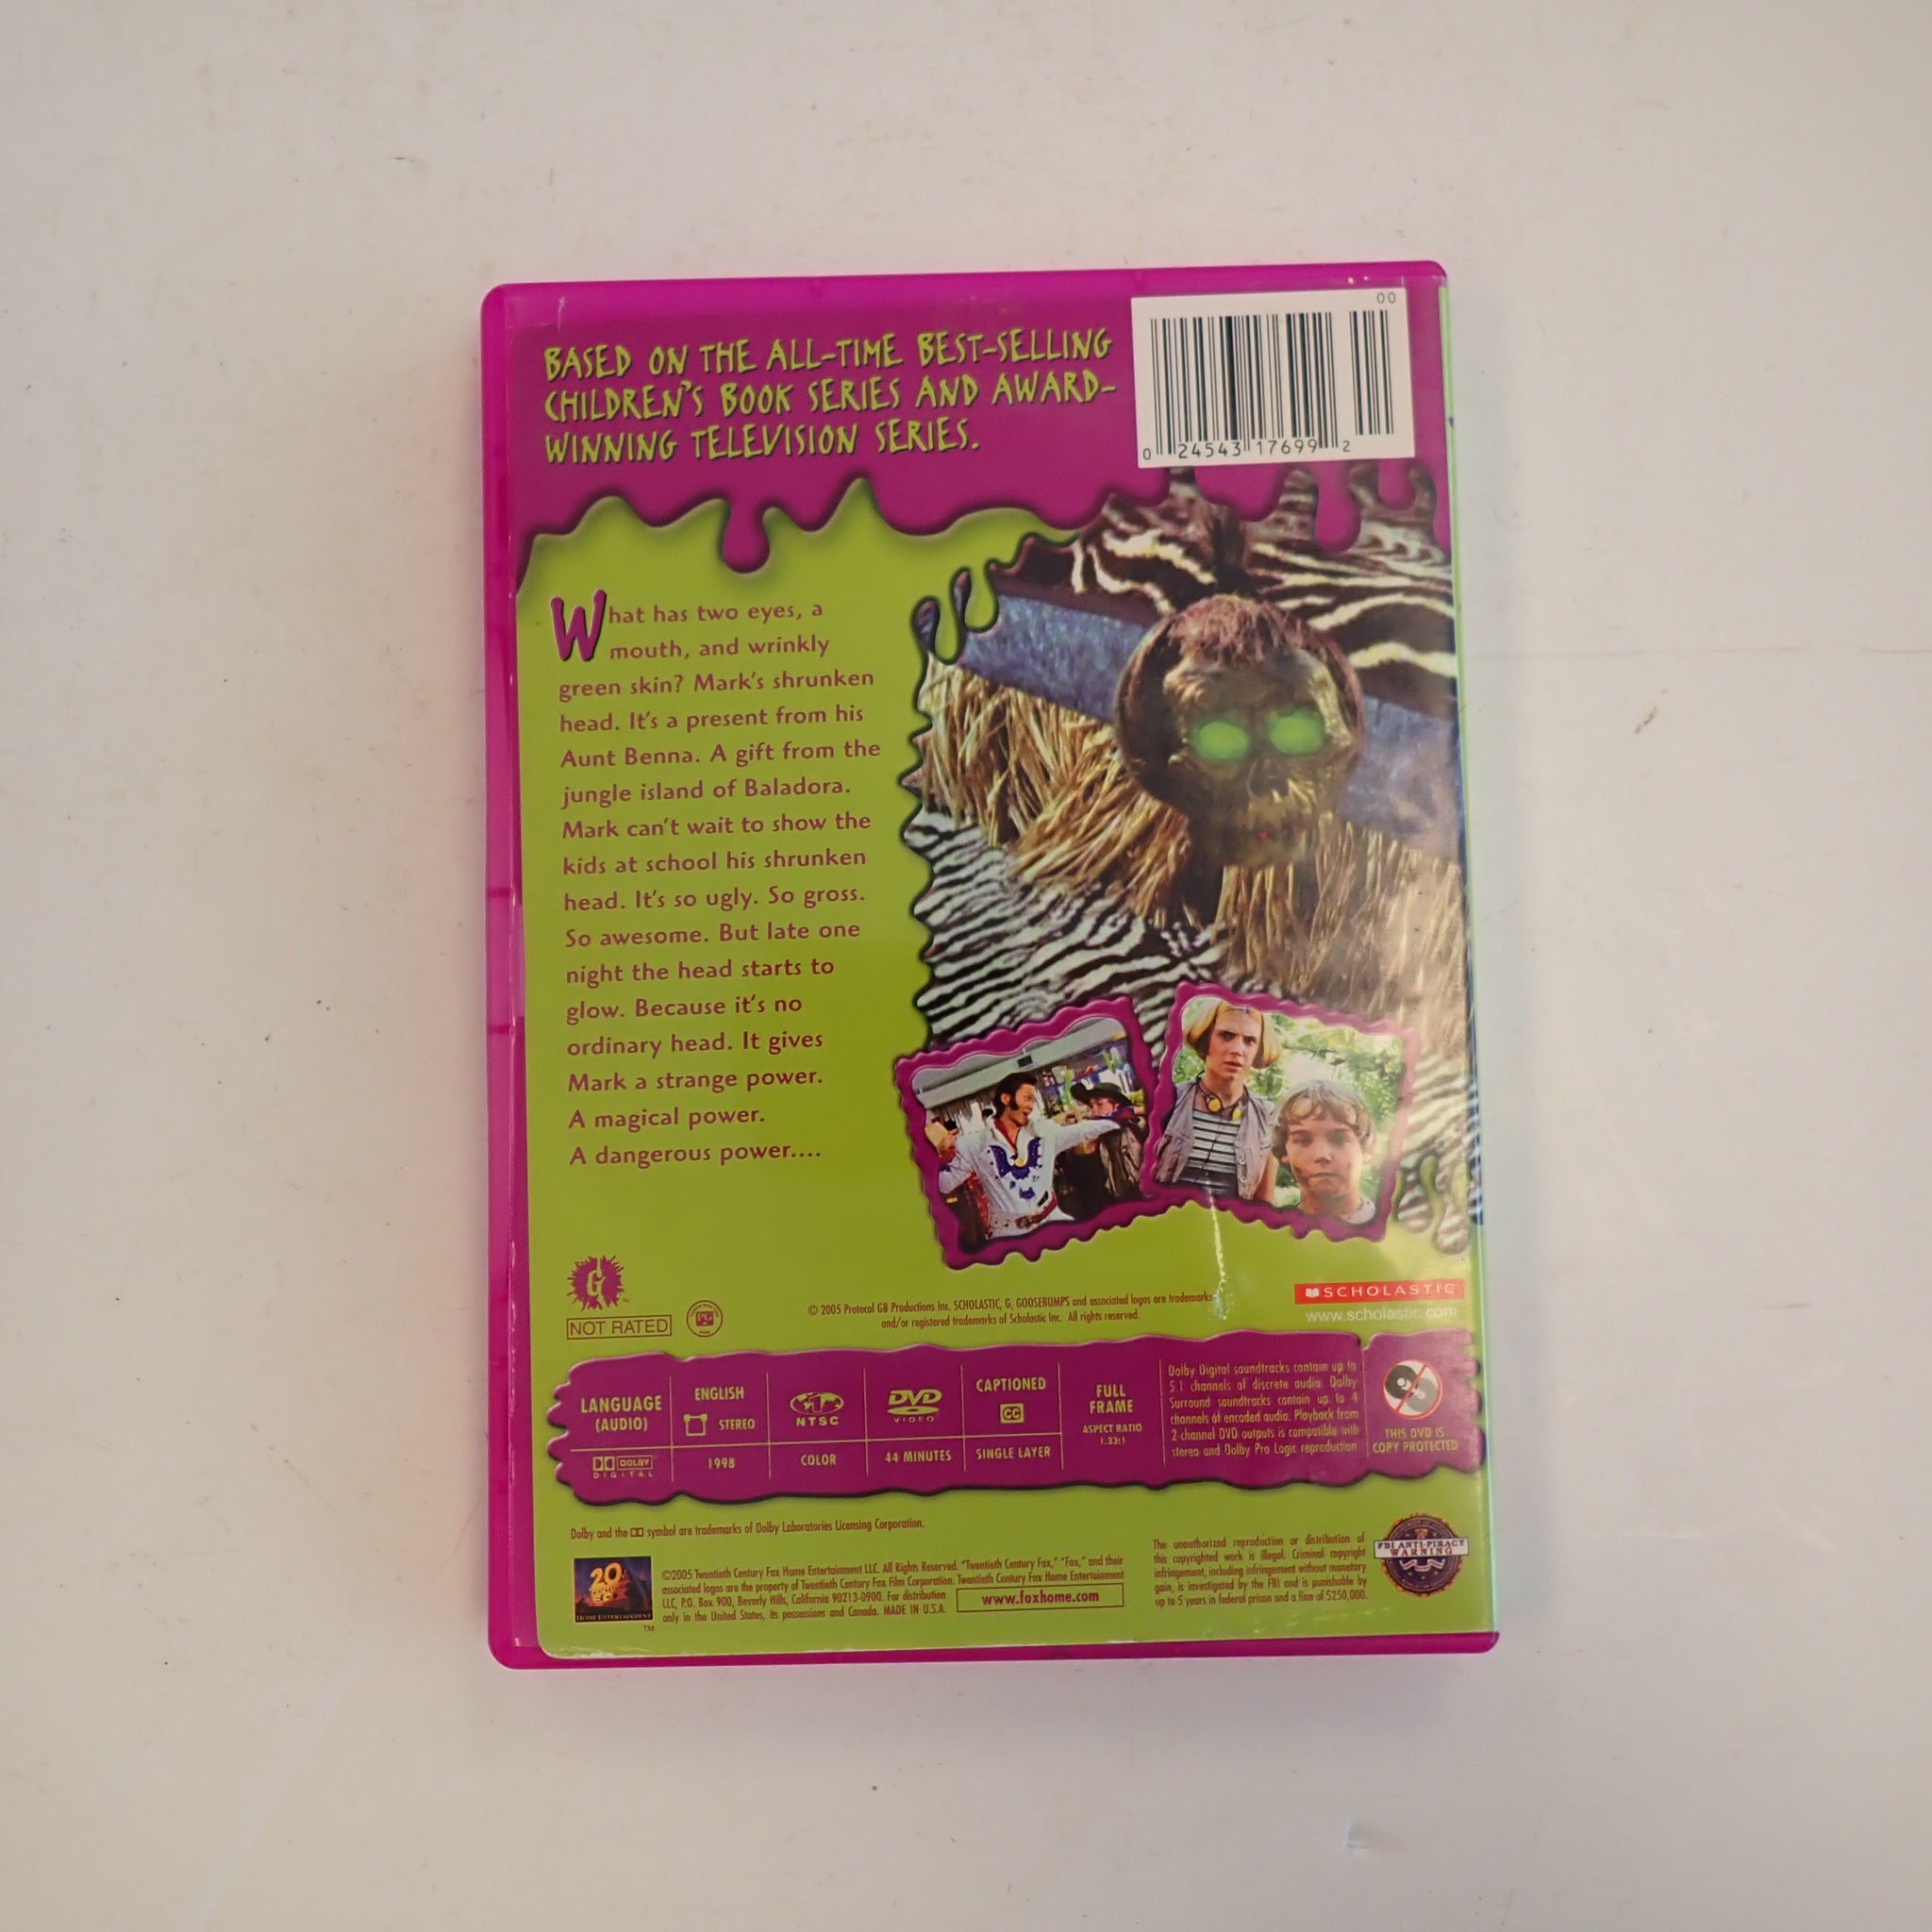 BASED ON THE ALL-TIME BEST-SELLING
CHILDREN'S BOOK SERIES AND AWARD-
WINNING TELEVISION SERIES.
00
0 24543 17699 2
What has two eyes, a
mouth, and wrinkly
green skin? Mark's shrunken
head. It's a present from his
Aunt Benna. A gift from the
jungle island of Baladora.
Mark can't wait to show the
kids at school his shrunken
head. It's so ugly. So gross.
So awesome. But late one
night the head starts to
glow. Because it's no
ordinary head. It gives
Mark a strange power.
A magical power.
A dangerous power....
G
NOT RATED
PG
© 2005 Protocol GB Productions Inc. SCHOLASTIC, G, GOOSEBUMPS and associated logos are trademarks
and/or registered trademarks of Scholastic Inc. All rights reserved.
SCHOLASTIC
www.scholastic.com
LANGUAGE
(AUDIO)
DOLBY
DIGITAL
ENGLISH
STEREO
1998
NTSC
COLOR
DVD
VIDEO
44 MINUTES
CAPTIONED
CC
SINGLE LAYER
FULL
FRAME
ASPECT RATIO
1.33:1
Dolby Digital soundtracks contain up to
5.1 channels of discrete audio. Dolby
Surround soundtracks contain up to 4
channels of encoded audio. Playback from
2-channel DVD outputs is compatible with
stereo and Dolby Pro Logic reproduction
THIS DVD IS
COPY PROTECTED
Dolby and the DD symbol are trademarks of Dolby Laboratories Licensing Corporation.
20
HOME ENTERTAINMENT
TM
©2005 Twentieth Century Fox Home Entertainment LLC. All Rights Reserved. "Twentieth Century Fox," "Fax," and their
associated logos are the property of Twentieth Century Fox Film Corporation. Twentieth Century Fox Home Entertainment
LLC, P.O. Box 900, Beverly Hills, California 90213-0900. For distribution
only in the United States, its possessions and Canada. MADE IN U.S.A.
www.foxhome.com
The unauthorized reproduction or distribution of
this copyrighted work is illegal. Criminal copyright
infringement, including infringement without monetary
gain, is investigated by the FBI and is punishable by
up to 5 years in federal prison and a fine of $250,000.
FBI ANTI-PIRACY
WARNING